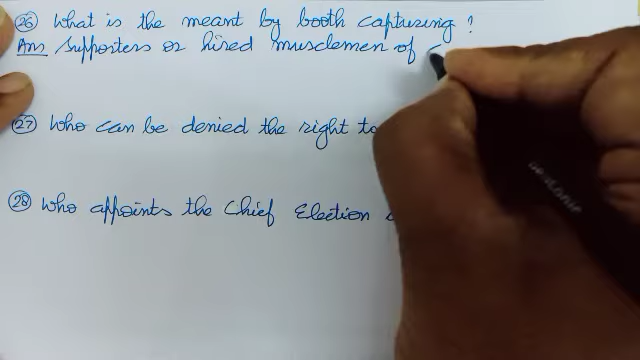 26 What is the meant by booth capturing ?
Ans Supporters or hired musclemen of
27 Who can be denied the right to
28 Who appoints the Chief Election